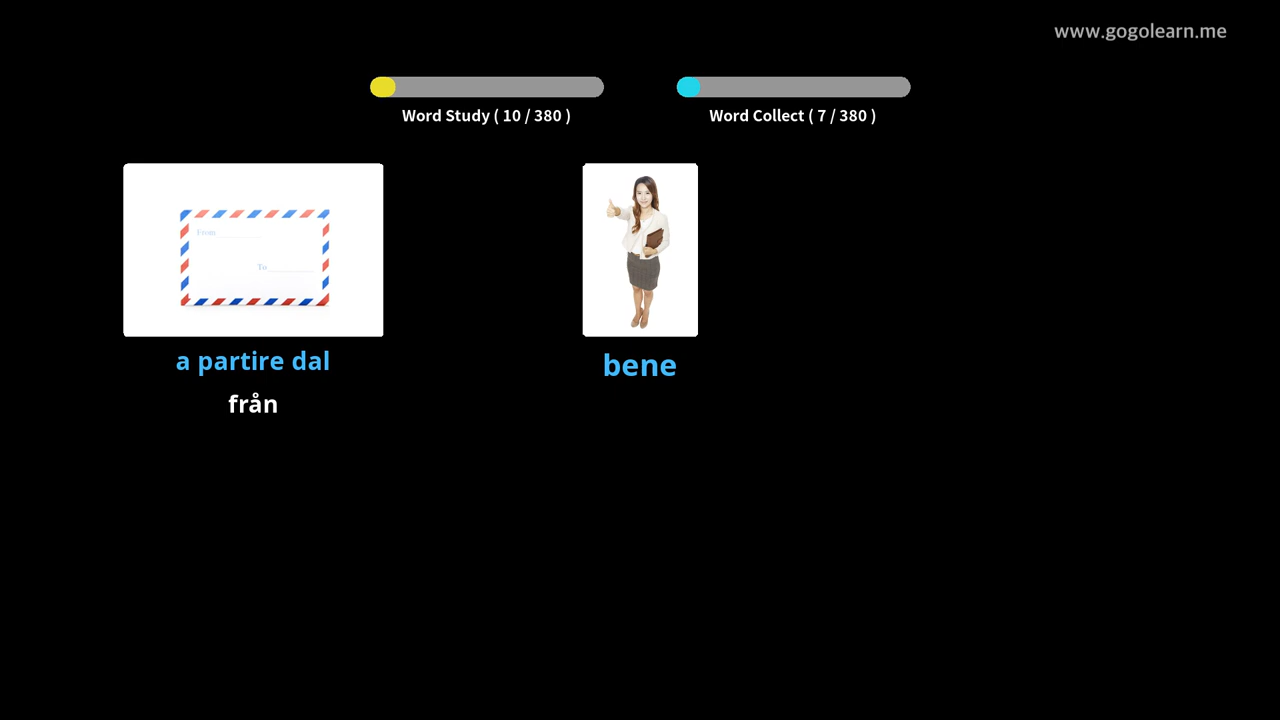 www.gogolearn.me
Word Study ( 10 / 380 )
Word Collect ( 7 / 380 )
From
To
a partire dal
från
bene